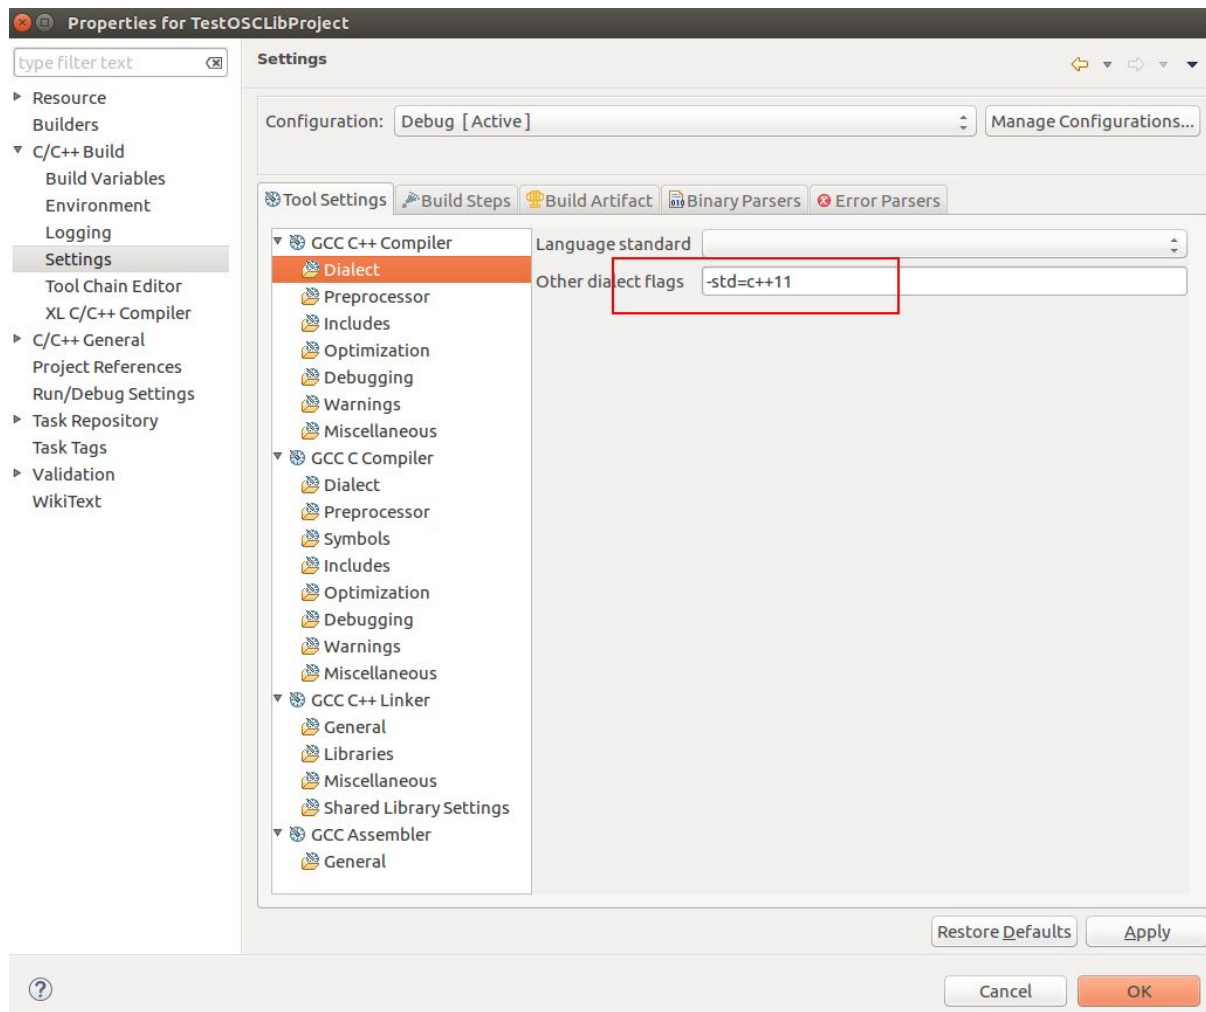 Properties for TestOSCLibProject
type filter text
Resource
Builders
C/C++ Build
Build Variables
Environment
Logging
Settings
Tool Chain Editor
XL C/C++ Compiler
C/C++ General
Project References
Run/Debug Settings
Task Repository
Task Tags
Validation
WikiText
Settings
Configuration: Debug [ Active ] Manage Configurations...
Tool Settings Build Steps Build Artifact Binary Parsers Error Parsers
GCC C++ Compiler
Dialect
Preprocessor
Includes
Optimization
Debugging
Warnings
Miscellaneous
GCC C Compiler
Dialect
Preprocessor
Symbols
Includes
Optimization
Debugging
Warnings
Miscellaneous
GCC C++ Linker
General
Libraries
Miscellaneous
Shared Library Settings
GCC Assembler
General
Language standard
Other dialect flags -std=c++11
Restore Defaults Apply
Cancel OK